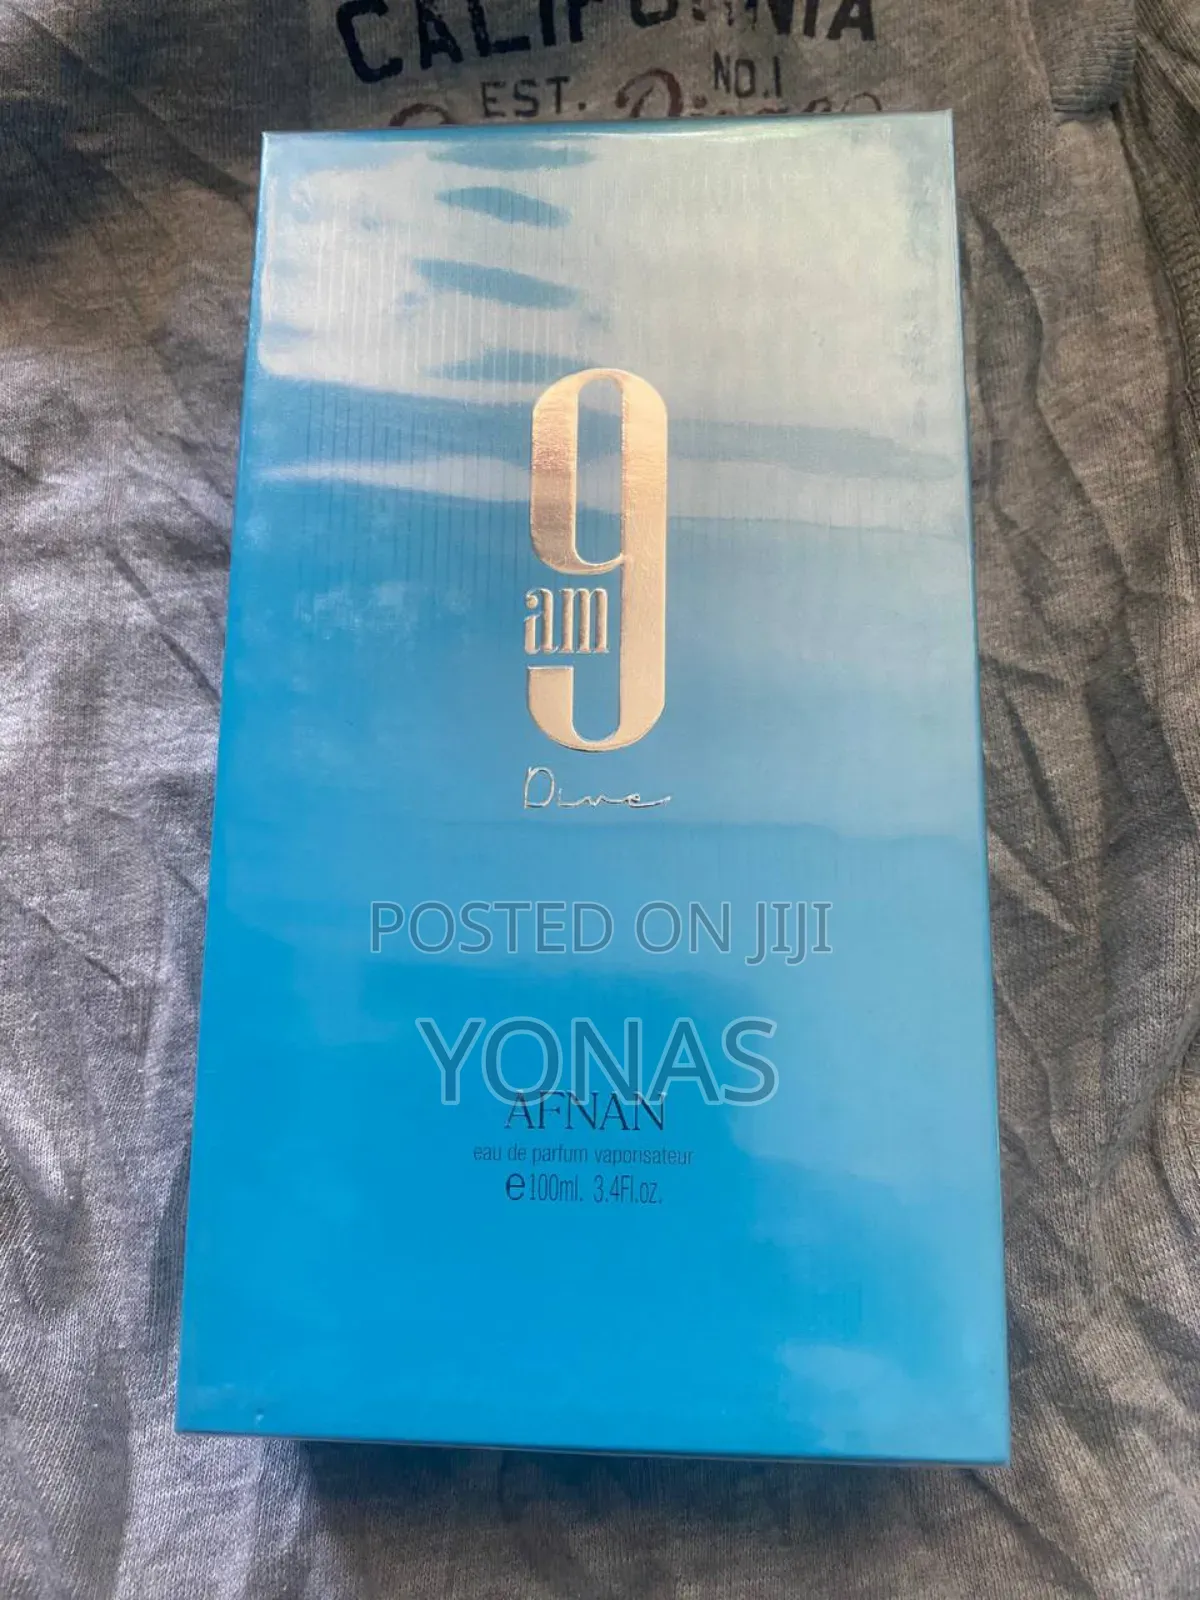 CALIFORNIA
EST. NO.1
9
am
Dive
POSTED ON JIJI
YONAS
AFNAN
eau de parfum vaporisateur
e100ml. 3.4Fl.oz.